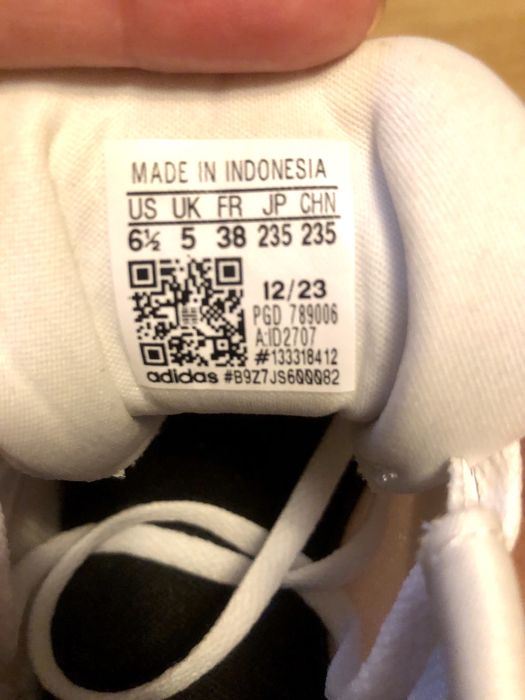 MADE IN INDONESIA
US UK FR JP CHN
6½ 5 38 235 235
12/23
PGD 789006
A:ID2707
#133318412
adidas #B9Z7JS600082